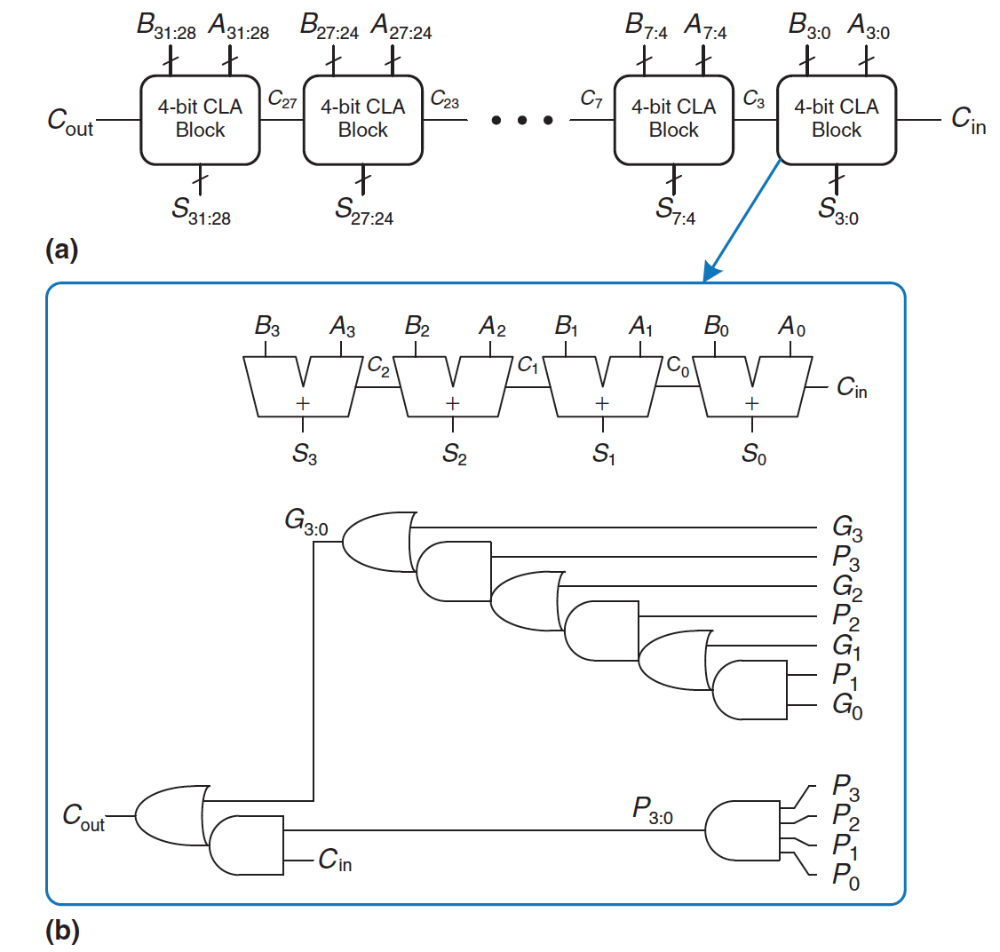 B31:28 A31:28 B27:24 A27:24 B7:4 A7:4 B3:0 A3:0
Cout 4-bit CLA Block C27 4-bit CLA Block C23 • • • C7 4-bit CLA Block C3 4-bit CLA Block Cin
S31:28 S27:24 S7:4 S3:0
(a)
B3 A3 B2 A2 B1 A1 B0 A0
C2 C1 C0 Cin
+ + + +
S3 S2 S1 S0
G3:0 G3
P3
G2
P2
G1
P1
G0
P3
Cout P3:0 P2
Cin P1
P0
(b)